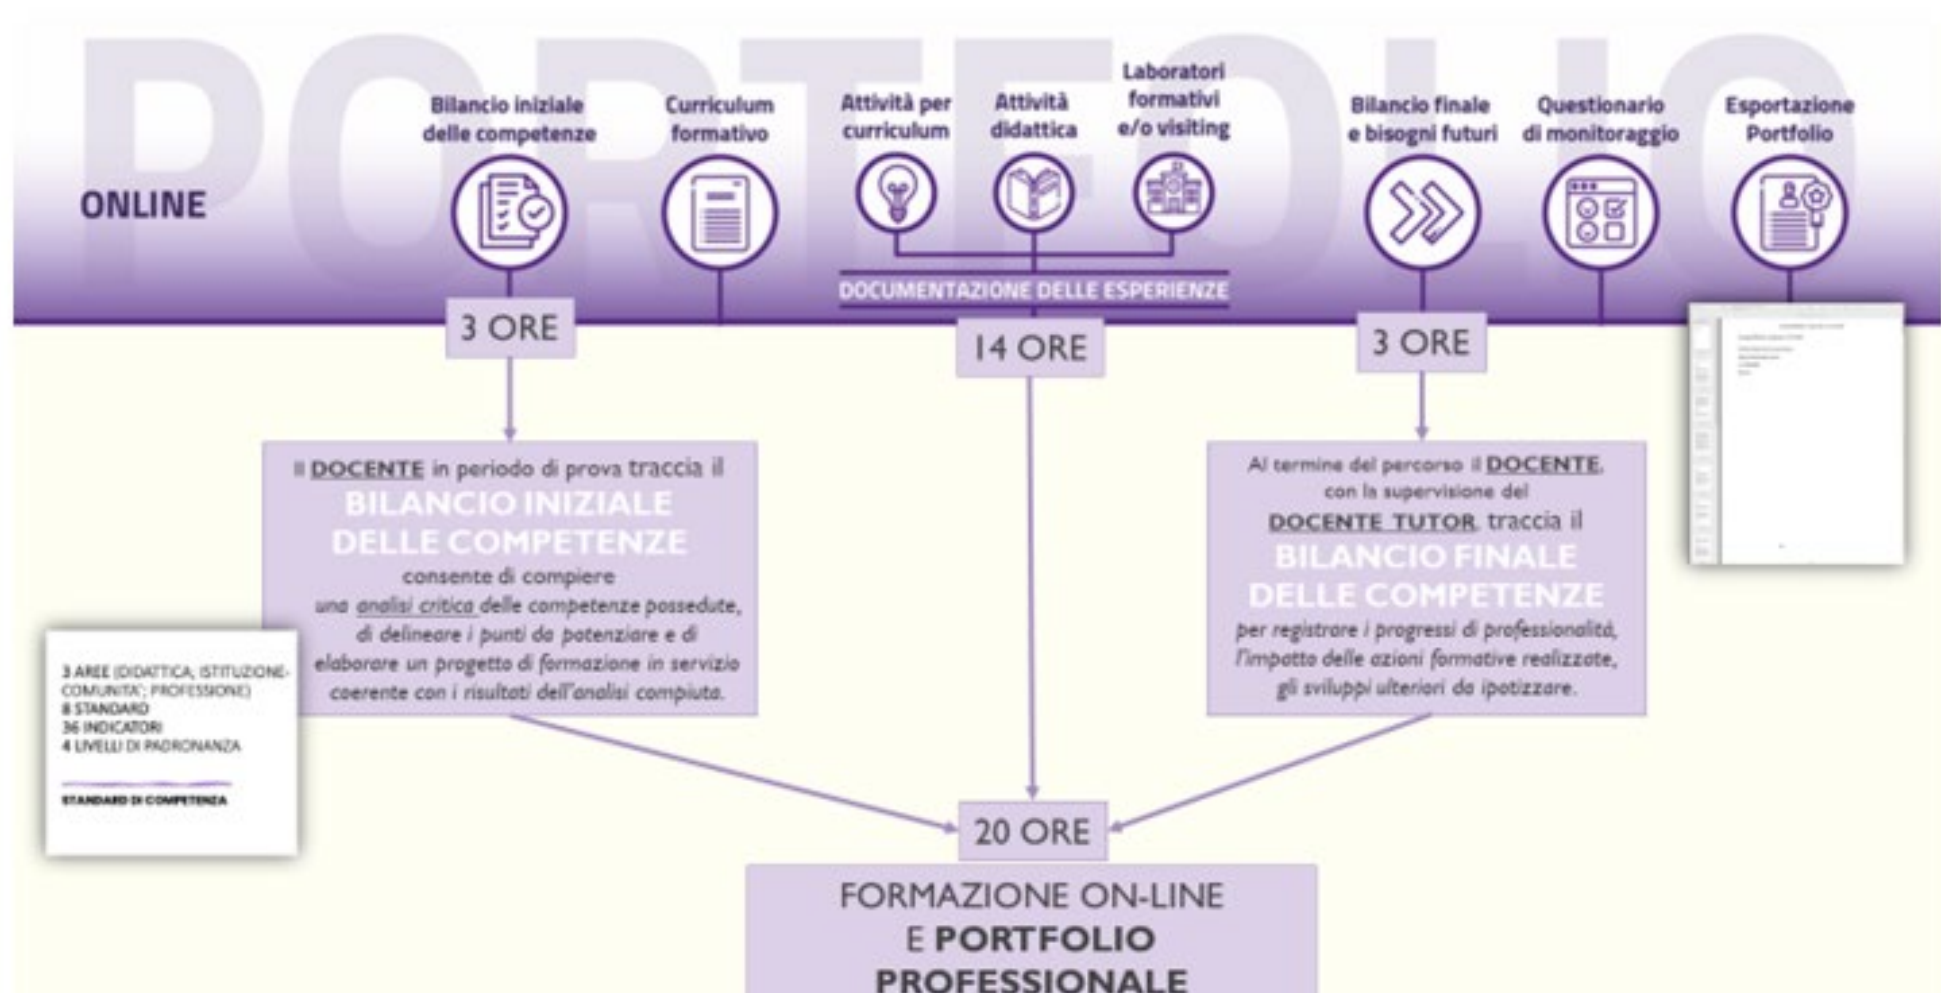 PORTFOLIO
ONLINE
Bilancio iniziale
delle competenze
Curriculum
formativo
Attività per
curriculum
Attività
didattica
Laboratori
formativi
e/o visiting
Bilancio finale
e bisogni futuri
Questionario
di monitoraggio
Esportazione
Portfolio
DOCUMENTAZIONE DELLE ESPERIENZE
3 ORE
14 ORE
3 ORE
Il DOCENTE in periodo di prova traccia il
BILANCIO INIZIALE
DELLE COMPETENZE
consente di compiere
una analisi critica delle competenze possedute,
di delineare i punti da potenziare e di
elaborare un progetto di formazione in servizio
coerente con i risultati dell'analisi compiuta.
Al termine del percorso il DOCENTE,
con la supervisione del
DOCENTE TUTOR, traccia il
BILANCIO FINALE
DELLE COMPETENZE
per registrare i progressi di professionalità,
l'impatto delle azioni formative realizzate,
gli sviluppi ulteriori da ipotizzare.
3 AREE (DIDATTICA; ISTITUZIONE-
COMUNITA'; PROFESSIONE)
8 STANDARD
36 INDICATORI
4 LIVELLI DI PADRONANZA
STANDARD DI COMPETENZA
20 ORE
FORMAZIONE ON-LINE
E PORTFOLIO
PROFESSIONALE